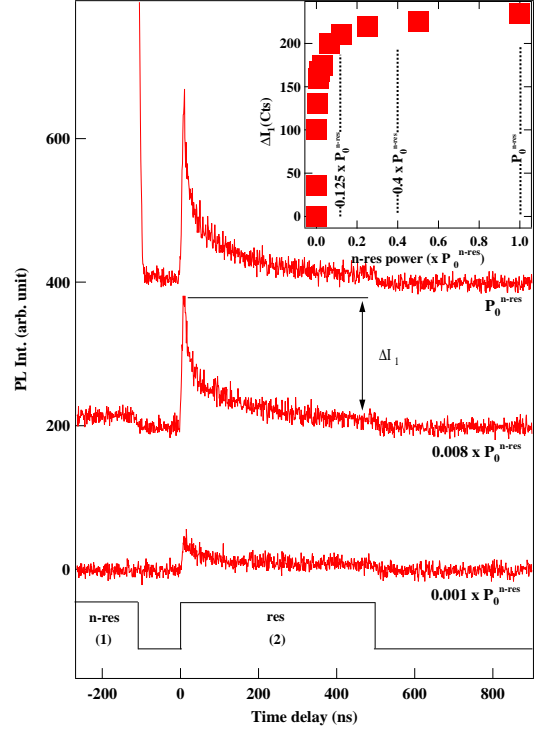 200
150
100
50
0
ΔI₁(Cts)
0.125 x P₀ⁿ⁻ʳᵉˢ
0.4 x P₀ⁿ⁻ʳᵉˢ
P₀ⁿ⁻ʳᵉˢ
0.0 0.2 0.4 0.6 0.8 1.0
n-res power (x P₀ⁿ⁻ʳᵉˢ)
600
400
200
0
PL Int. (arb. unit)
P₀ⁿ⁻ʳᵉˢ
ΔI₁
0.008 x P₀ⁿ⁻ʳᵉˢ
0.001 x P₀ⁿ⁻ʳᵉˢ
n-res
(1)
res
(2)
-200 0 200 400 600 800
Time delay (ns)